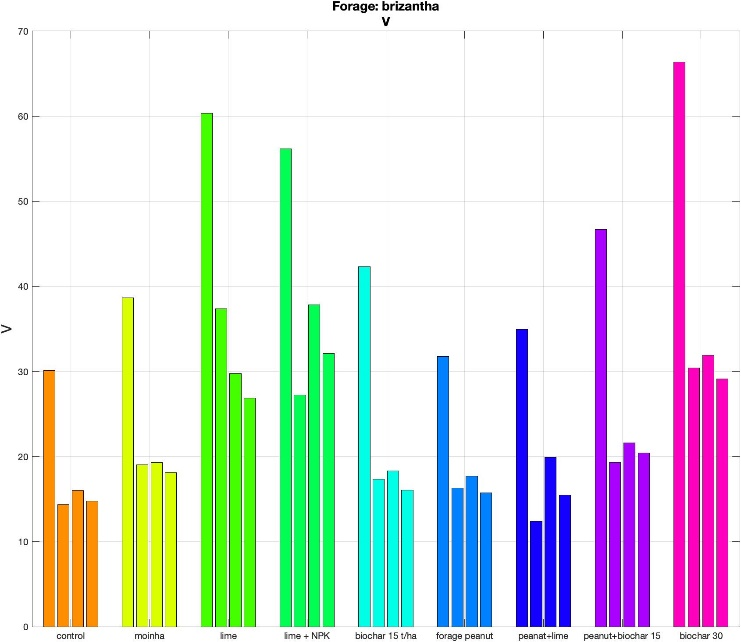 Forage: brizantha
V
70
60
50
40
30
20
10
0
V
control moinha lime lime + NPK biochar 15 t/ha forage peanut peanat+lime peanut+biochar 15 biochar 30